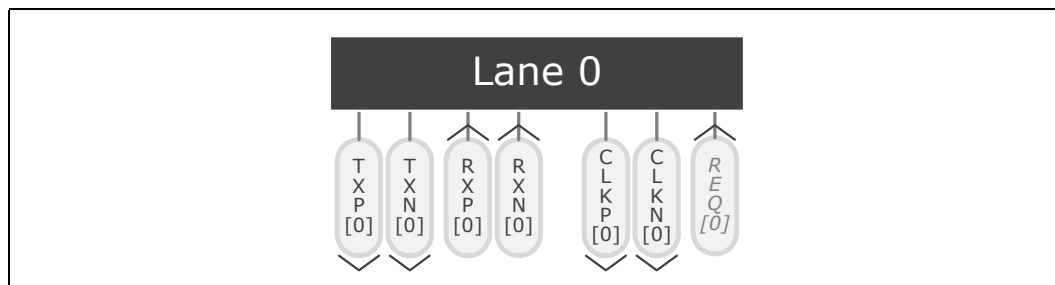 Lane 0
TXP[0]
TXN[0]
RXP[0]
RXN[0]
CLKP[0]
CLKN[0]
REQ[0]